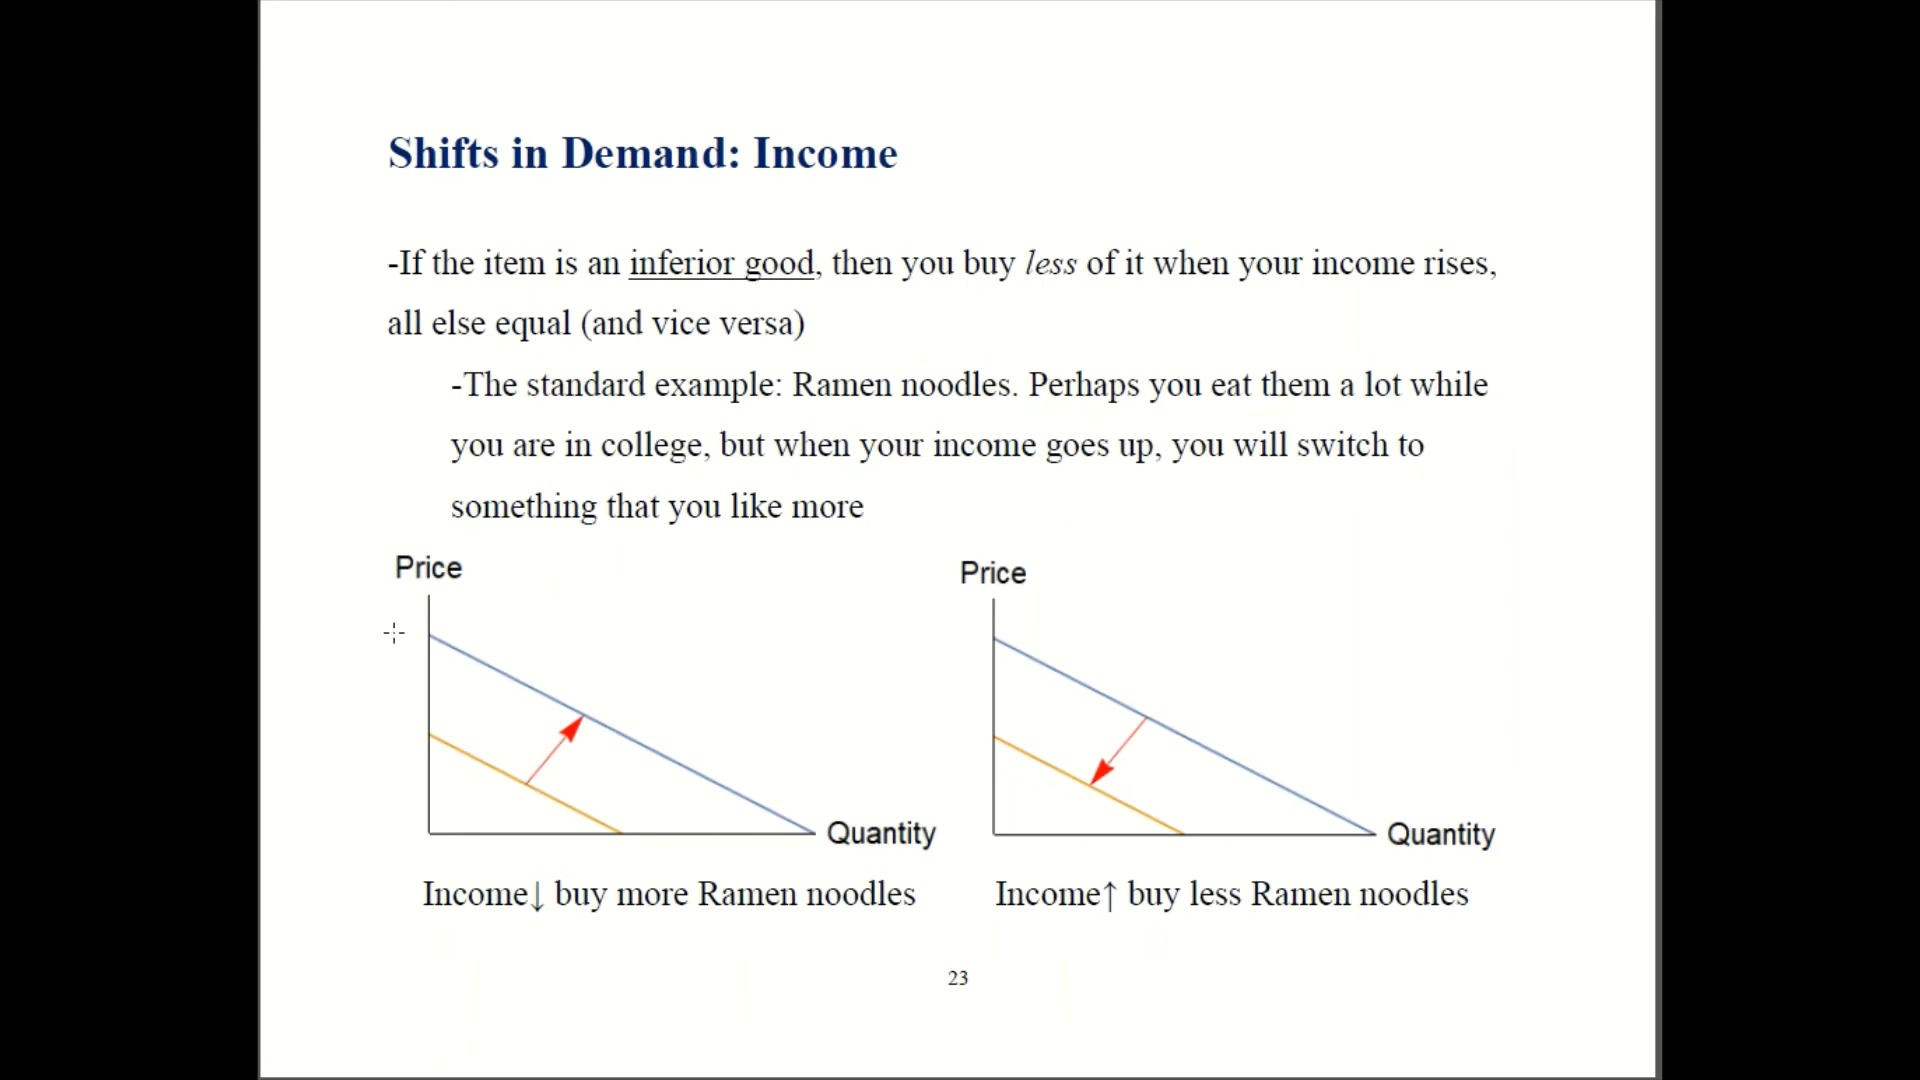 Shifts in Demand: Income
-If the item is an inferior good, then you buy less of it when your income rises,
all else equal (and vice versa)
-The standard example: Ramen noodles. Perhaps you eat them a lot while
you are in college, but when your income goes up, you will switch to
something that you like more
Price
Quantity
Income↓ buy more Ramen noodles
Price
Quantity
Income↑ buy less Ramen noodles
23